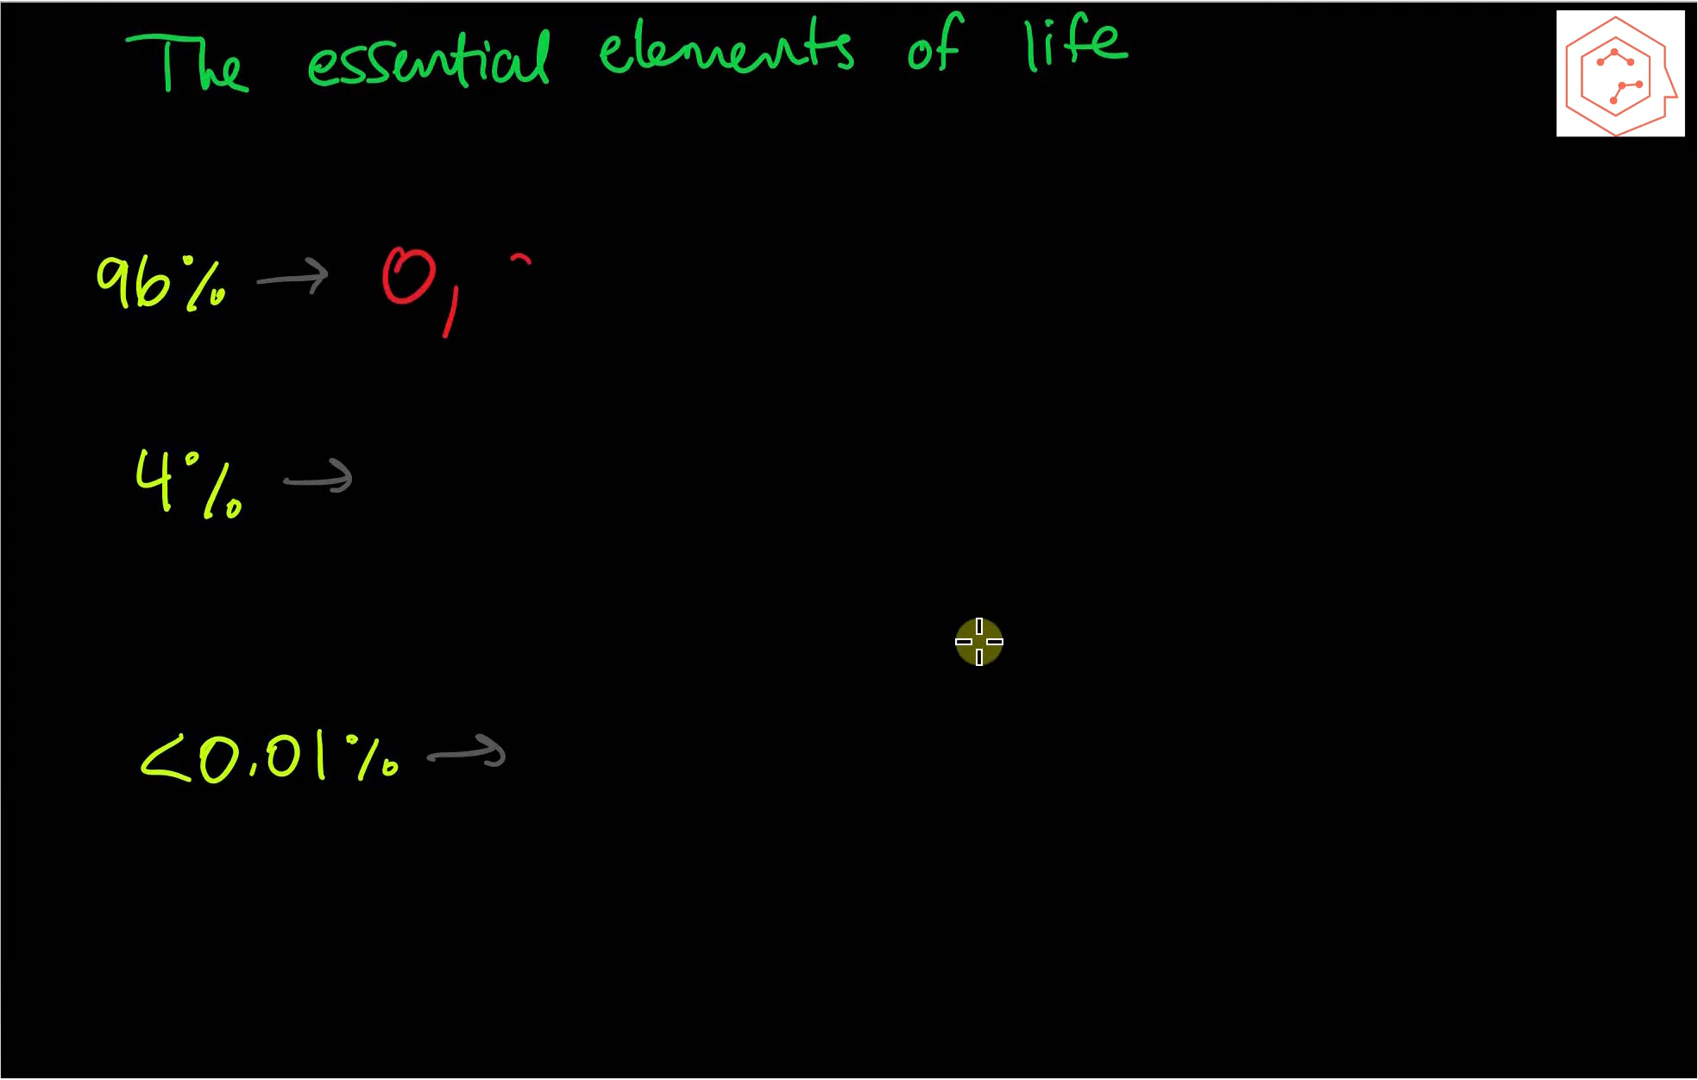 The essential elements of life
96% → O,
4% →
<0.01% →